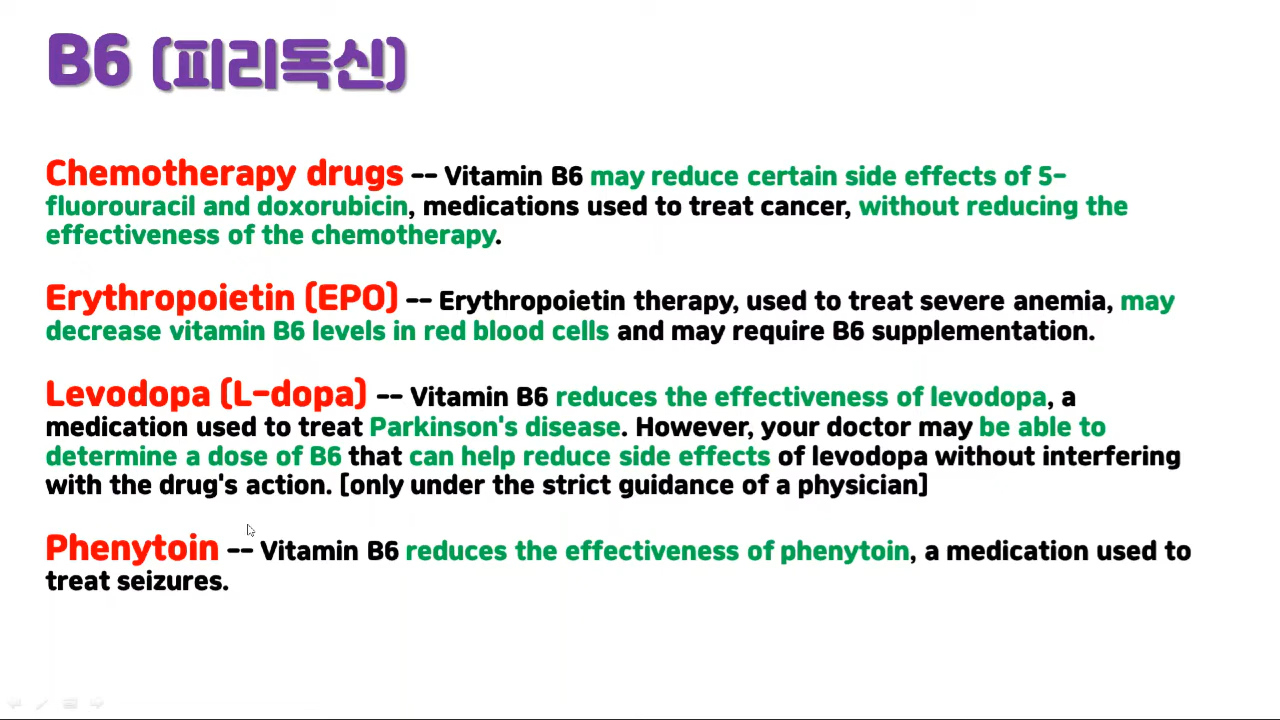 B6 (피리독신)
Chemotherapy drugs -- Vitamin B6 may reduce certain side effects of 5-
fluorouracil and doxorubicin, medications used to treat cancer, without reducing the
effectiveness of the chemotherapy.
Erythropoietin (EPO) -- Erythropoietin therapy, used to treat severe anemia, may
decrease vitamin B6 levels in red blood cells and may require B6 supplementation.
Levodopa (L-dopa) -- Vitamin B6 reduces the effectiveness of levodopa, a
medication used to treat Parkinson's disease. However, your doctor may be able to
determine a dose of B6 that can help reduce side effects of levodopa without interfering
with the drug's action. [only under the strict guidance of a physician]
Phenytoin -- Vitamin B6 reduces the effectiveness of phenytoin, a medication used to
treat seizures.